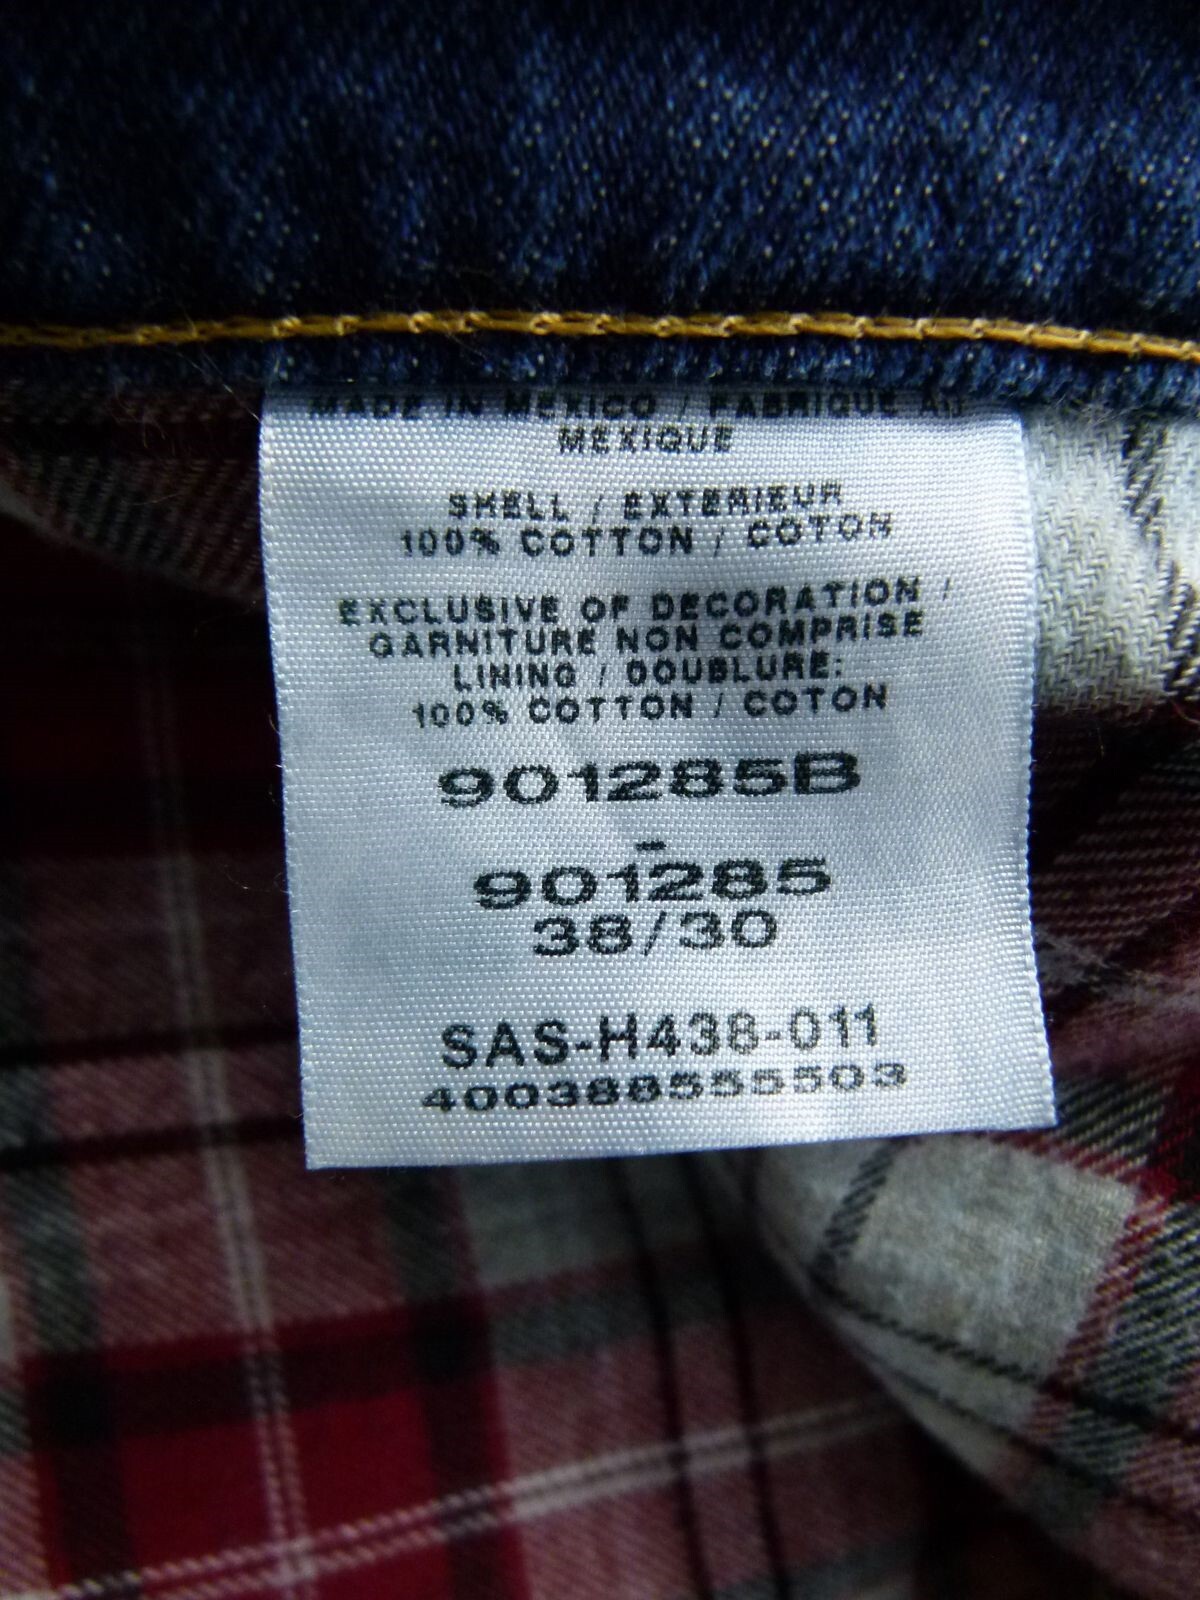 MADE IN MEXICO / FABRIQUE AU
MEXIQUE
SHELL / EXTERIEUR
100% COTTON / COTON
EXCLUSIVE OF DECORATION /
GARNITURE NON COMPRISE
LINING / DOUBLURE:
100% COTTON / COTON
901285B
-
901285
38/30
SAS-H438-011
400388555503